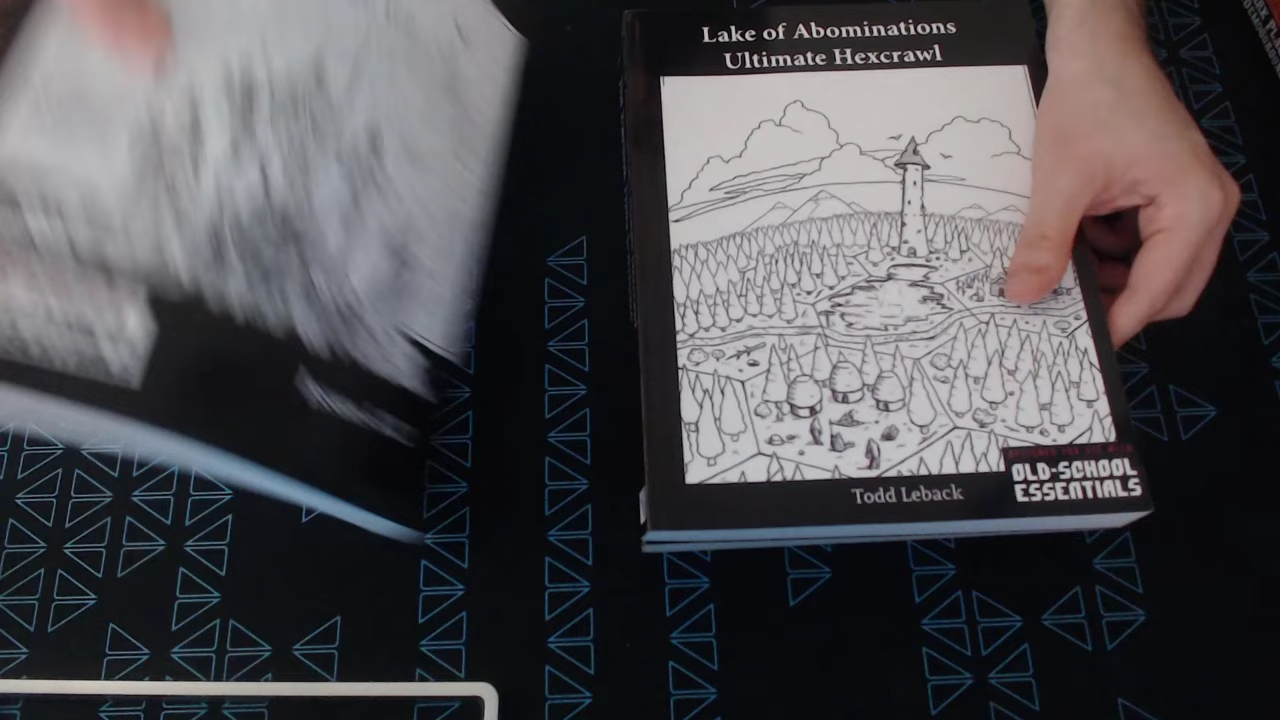 Lake of Abominations
Ultimate Hexcrawl
Todd Leback
OLD-SCHOOL
ESSENTIALS